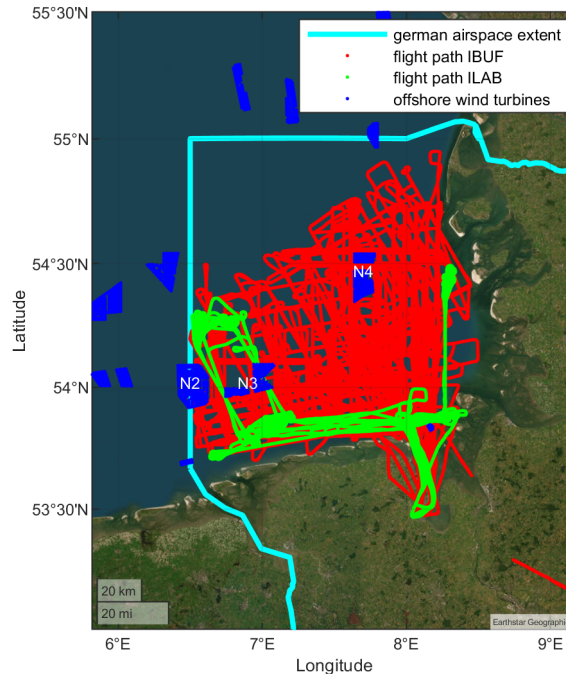 55°30'N
german airspace extent
flight path IBUF
flight path ILAB
offshore wind turbines
55°N
54°30'N
N4
Latitude
54°N
N2
N3
53°30'N
20 km
20 mi
Earthstar Geographic
6°E
7°E
8°E
9°E
Longitude